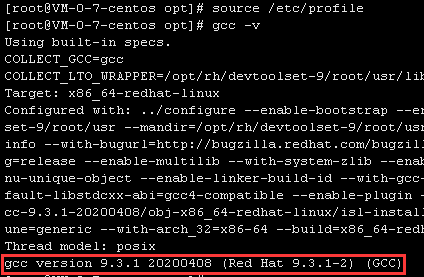 [root@VM-0-7-centos opt]# source /etc/profile
[root@VM-0-7-centos opt]# gcc -v
Using built-in specs.
COLLECT_GCC=gcc
COLLECT_LTO_WRAPPER=/opt/rh/devtoolset-9/root/usr/lib
Target: x86_64-redhat-linux
Configured with: ../configure --enable-bootstrap --en
set-9/root/usr --mandir=/opt/rh/devtoolset-9/root/usr
info --with-bugurl=http://bugzilla.redhat.com/bugzill
g=release --enable-multilib --with-system-zlib --enab
nu-unique-object --enable-linker-build-id --with-gcc-
fault-libstdcxx-abi=gcc4-compatible --enable-plugin -
cc-9.3.1-20200408/obj-x86_64-redhat-linux/isl-install
une=generic --with-arch_32=x86-64 --build=x86_64-redh
Thread model: posix
gcc version 9.3.1 20200408 (Red Hat 9.3.1-2) (GCC)
[root@VM-0-7-centos opt]#